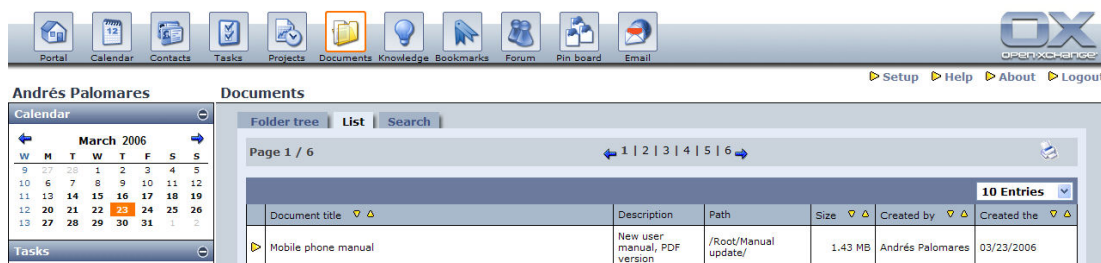 Portal Calendar Contacts Tasks Projects Documents Knowledge Bookmarks Forum Pin board Email
OX
OPEN XCHANGE
Setup Help About Logout
Andrés Palomares
Documents
Calendar
March 2006
W M T W T F S S
9 27 28 1 2 3 4 5
10 6 7 8 9 10 11 12
11 13 14 15 16 17 18 19
12 20 21 22 23 24 25 26
13 27 28 29 30 31 1 2
Tasks
Folder tree | List | Search |
Page 1 / 6
1 | 2 | 3 | 4 | 5 | 6
10 Entries
Document title Description Path Size Created by Created the
Mobile phone manual
New user
manual, PDF
version
/Root/Manual
update/
1.43 MB
Andrés Palomares
03/23/2006